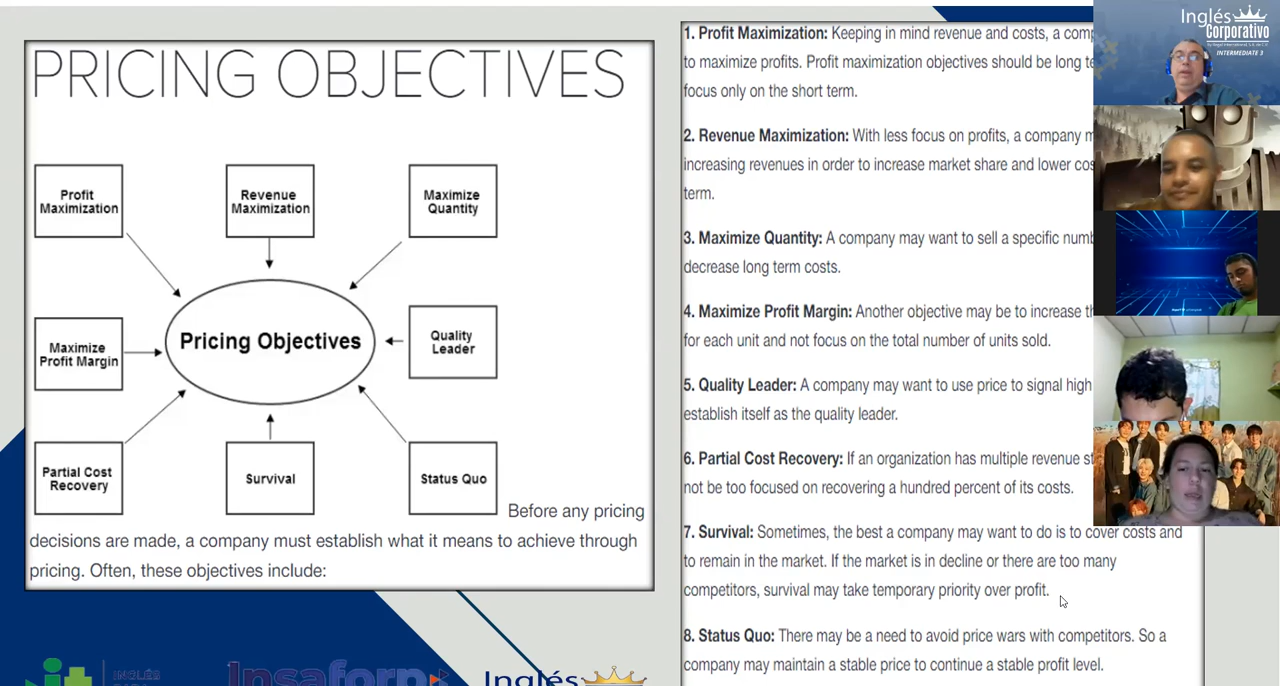 PRICING OBJECTIVES
Profit
Maximization
Revenue
Maximization
Maximize
Quantity
Maximize
Profit Margin
Pricing Objectives
Quality
Leader
Partial Cost
Recovery
Survival
Status Quo
Before any pricing
decisions are made, a company must establish what it means to achieve through
pricing. Often, these objectives include:
1. Profit Maximization: Keeping in mind revenue and costs, a comp
to maximize profits. Profit maximization objectives should be long te
focus only on the short term.
2. Revenue Maximization: With less focus on profits, a company m
increasing revenues in order to increase market share and lower cos
term.
3. Maximize Quantity: A company may want to sell a specific numb
decrease long term costs.
4. Maximize Profit Margin: Another objective may be to increase th
for each unit and not focus on the total number of units sold.
5. Quality Leader: A company may want to use price to signal high
establish itself as the quality leader.
6. Partial Cost Recovery: If an organization has multiple revenue st
not be too focused on recovering a hundred percent of its costs.
7. Survival: Sometimes, the best a company may want to do is to cover costs and
to remain in the market. If the market is in decline or there are too many
competitors, survival may take temporary priority over profit.
8. Status Quo: There may be a need to avoid price wars with competitors. So a
company may maintain a stable price to continue a stable profit level.
Inglés
Corporativo
INTERMEDIATE 3
INGLÉS
Insaforp
Inglés